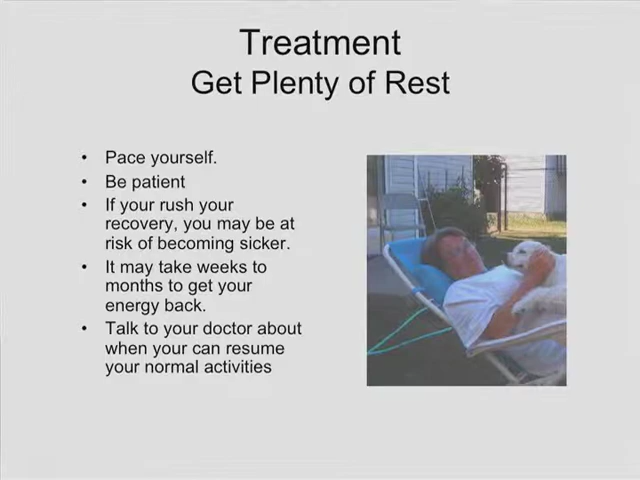 Treatment
Get Plenty of Rest
• Pace yourself.
• Be patient
• If your rush your
recovery, you may be at
risk of becoming sicker.
• It may take weeks to
months to get your
energy back.
• Talk to your doctor about
when your can resume
your normal activities